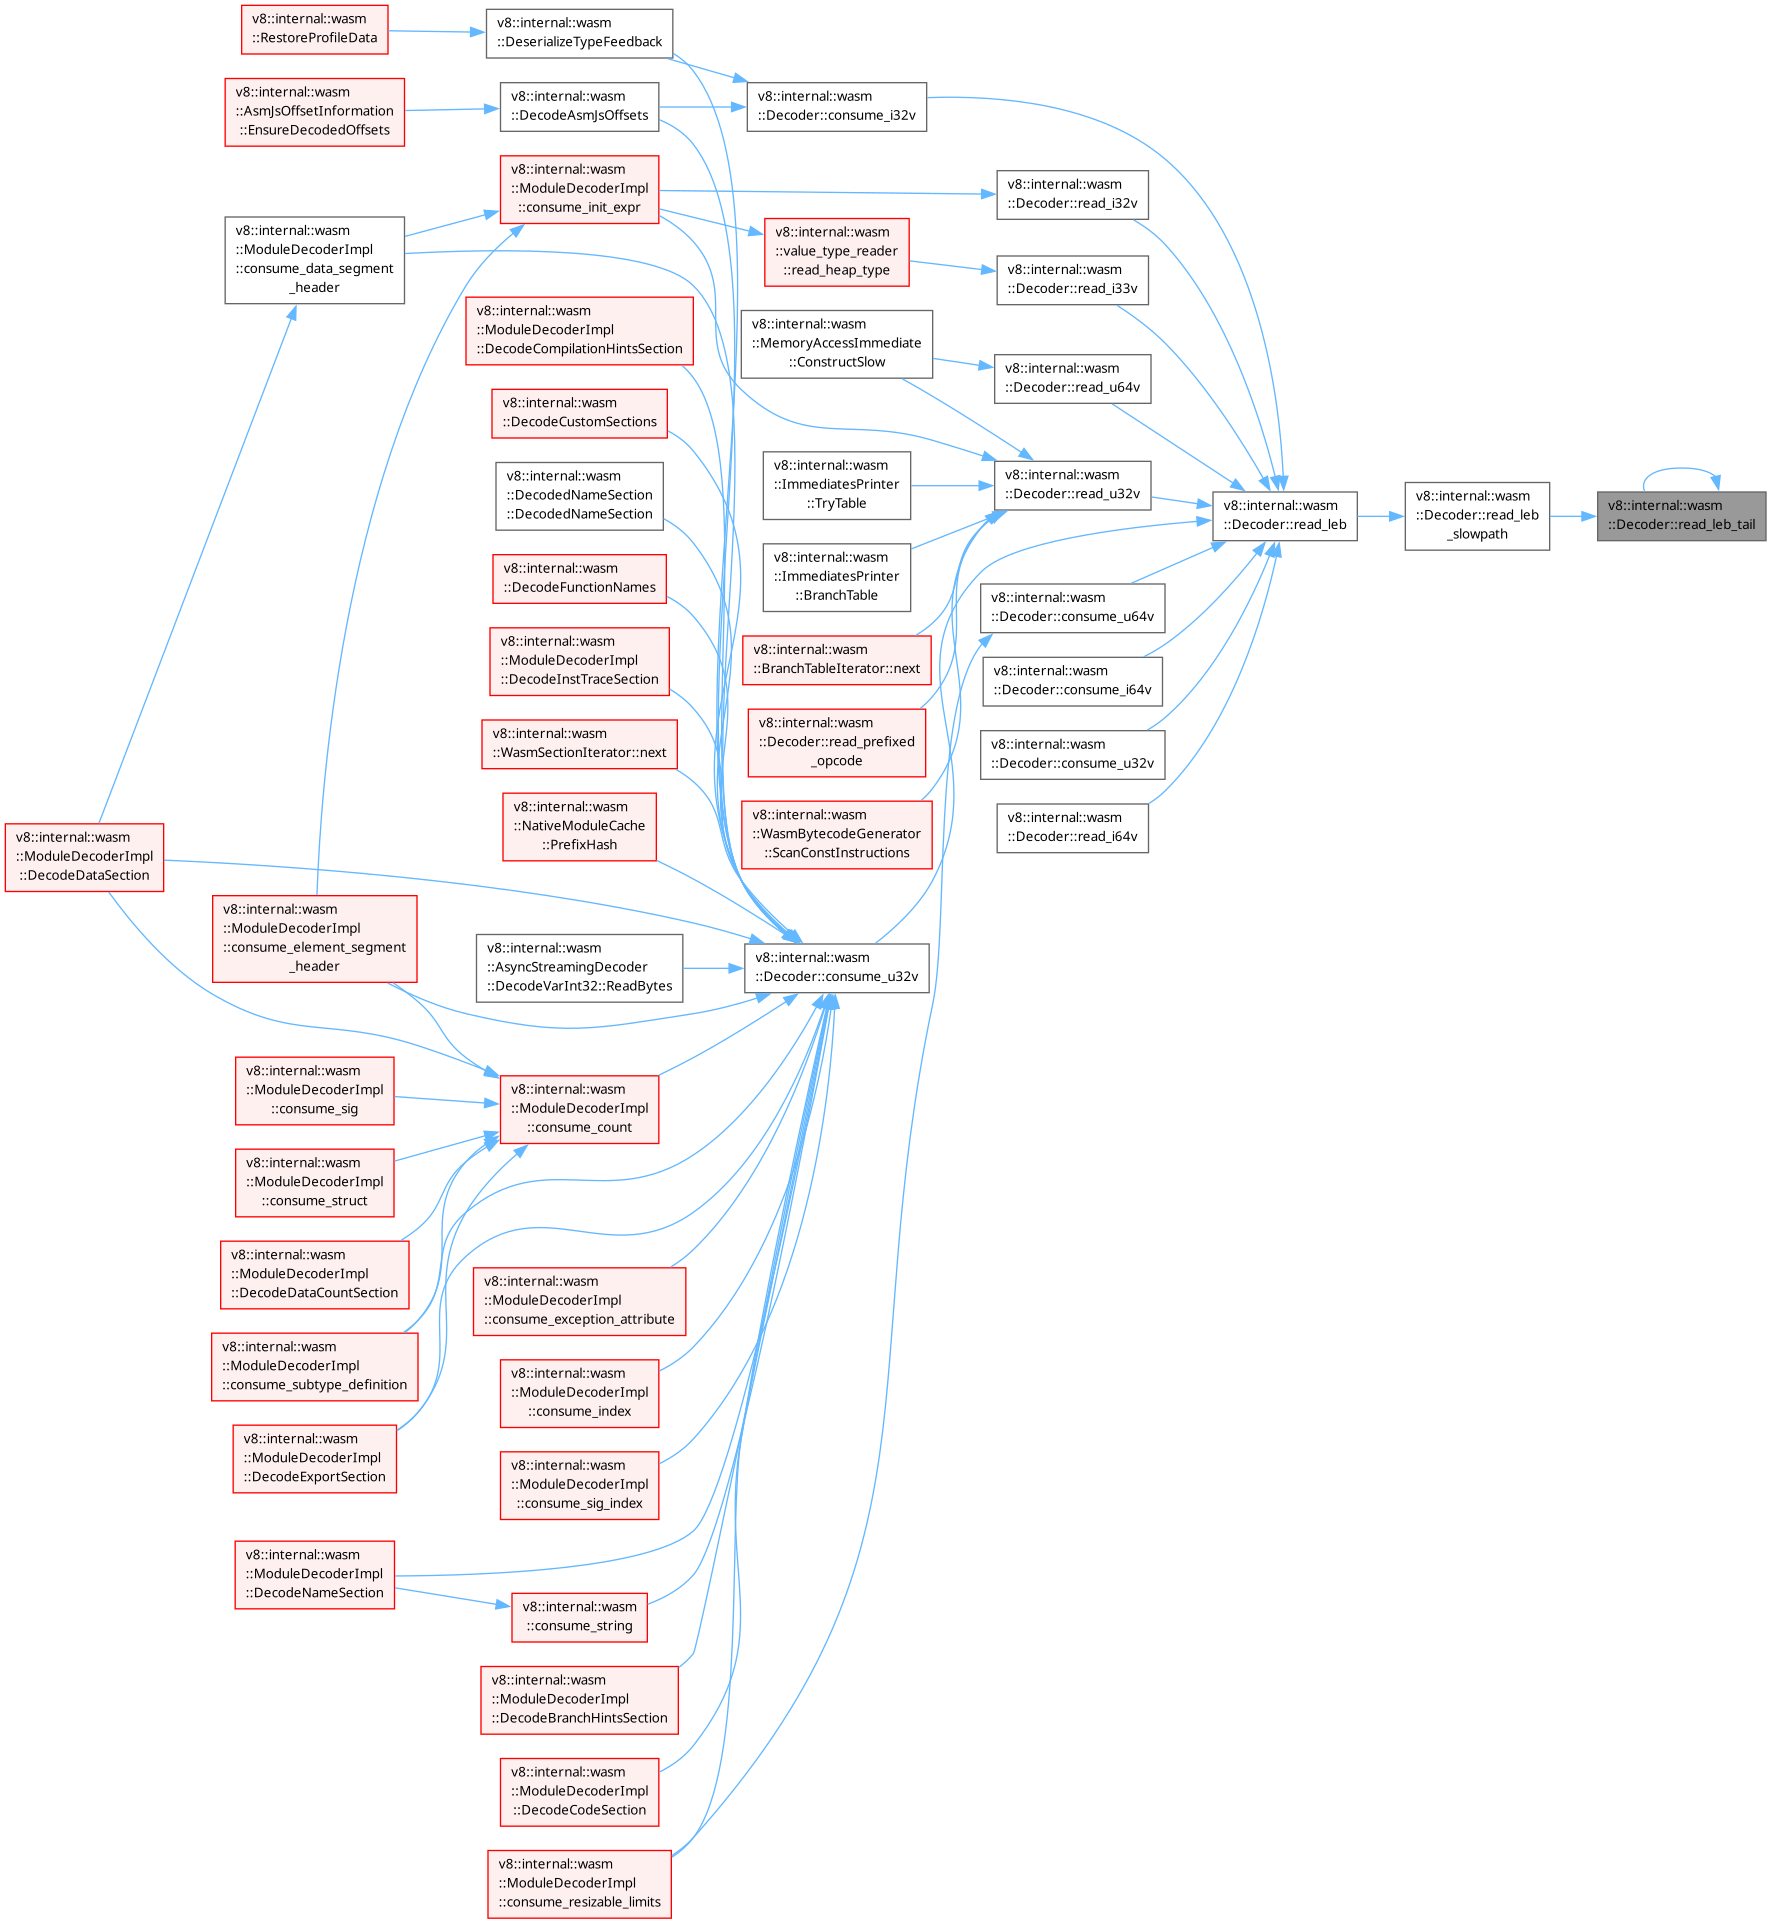 v8::internal::wasm
::RestoreProfileData
v8::internal::wasm
::DeserializeTypeFeedback
v8::internal::wasm
::AsmJsOffsetInformation
::EnsureDecodedOffsets
v8::internal::wasm
::DecodeAsmJsOffsets
v8::internal::wasm
::Decoder::consume_i32v
v8::internal::wasm
::ModuleDecoderImpl
::consume_init_expr
v8::internal::wasm
::Decoder::read_i32v
v8::internal::wasm
::ModuleDecoderImpl
::consume_data_segment
_header
v8::internal::wasm
::value_type_reader
::read_heap_type
v8::internal::wasm
::Decoder::read_i33v
v8::internal::wasm
::ModuleDecoderImpl
::DecodeCompilationHintsSection
v8::internal::wasm
::MemoryAccessImmediate
::ConstructSlow
v8::internal::wasm
::Decoder::read_u64v
v8::internal::wasm
::DecodeCustomSections
v8::internal::wasm
::DecodedNameSection
::DecodedNameSection
v8::internal::wasm
::ImmediatesPrinter
::TryTable
v8::internal::wasm
::Decoder::read_u32v
v8::internal::wasm
::Decoder::read_leb
v8::internal::wasm
::Decoder::read_leb
_slowpath
v8::internal::wasm
::Decoder::read_leb_tail
v8::internal::wasm
::DecodeFunctionNames
v8::internal::wasm
::ImmediatesPrinter
::BranchTable
v8::internal::wasm
::Decoder::consume_u64v
v8::internal::wasm
::ModuleDecoderImpl
::DecodeInstTraceSection
v8::internal::wasm
::BranchTableIterator::next
v8::internal::wasm
::Decoder::consume_i64v
v8::internal::wasm
::WasmSectionIterator::next
v8::internal::wasm
::Decoder::read_prefixed
_opcode
v8::internal::wasm
::Decoder::consume_u32v
v8::internal::wasm
::NativeModuleCache
::PrefixHash
v8::internal::wasm
::WasmBytecodeGenerator
::ScanConstInstructions
v8::internal::wasm
::Decoder::read_i64v
v8::internal::wasm
::ModuleDecoderImpl
::DecodeDataSection
v8::internal::wasm
::ModuleDecoderImpl
::consume_element_segment
_header
v8::internal::wasm
::AsyncStreamingDecoder
::DecodeVarInt32::ReadBytes
v8::internal::wasm
::Decoder::consume_u32v
v8::internal::wasm
::ModuleDecoderImpl
::consume_sig
v8::internal::wasm
::ModuleDecoderImpl
::consume_count
v8::internal::wasm
::ModuleDecoderImpl
::consume_struct
v8::internal::wasm
::ModuleDecoderImpl
::DecodeDataCountSection
v8::internal::wasm
::ModuleDecoderImpl
::consume_exception_attribute
v8::internal::wasm
::ModuleDecoderImpl
::consume_subtype_definition
v8::internal::wasm
::ModuleDecoderImpl
::consume_index
v8::internal::wasm
::ModuleDecoderImpl
::DecodeExportSection
v8::internal::wasm
::ModuleDecoderImpl
::consume_sig_index
v8::internal::wasm
::ModuleDecoderImpl
::DecodeNameSection
v8::internal::wasm
::consume_string
v8::internal::wasm
::ModuleDecoderImpl
::DecodeBranchHintsSection
v8::internal::wasm
::ModuleDecoderImpl
::DecodeCodeSection
v8::internal::wasm
::ModuleDecoderImpl
::consume_resizable_limits